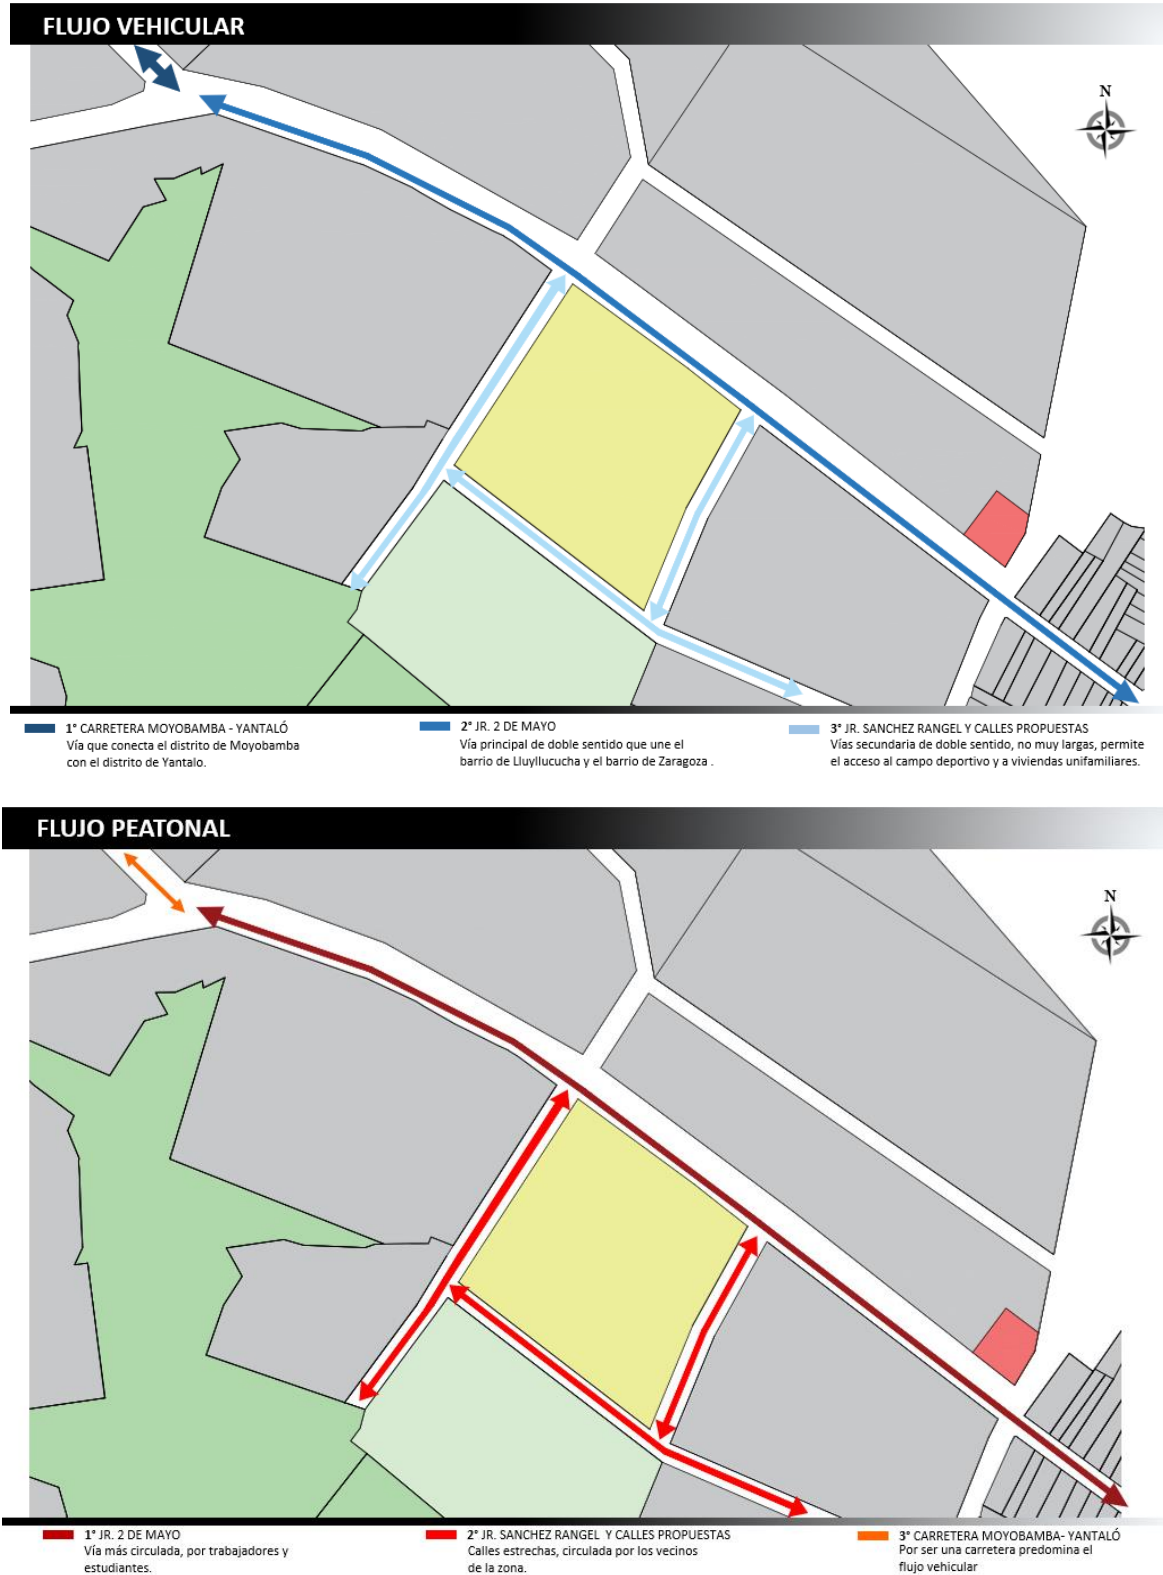 FLUJO VEHICULAR
N
1° CARRETERA MOYOBAMBA - YANTALÓ
Vía que conecta el distrito de Moyobamba
con el distrito de Yantalo.
2° JR. 2 DE MAYO
Vía principal de doble sentido que une el
barrio de Lluyllucucha y el barrio de Zaragoza .
3° JR. SANCHEZ RANGEL Y CALLES PROPUESTAS
Vías secundaria de doble sentido, no muy largas, permite
el acceso al campo deportivo y a viviendas unifamiliares.
FLUJO PEATONAL
N
1° JR. 2 DE MAYO
Vía más circulada, por trabajadores y
estudiantes.
2° JR. SANCHEZ RANGEL Y CALLES PROPUESTAS
Calles estrechas, circulada por los vecinos
de la zona.
3° CARRETERA MOYOBAMBA- YANTALÓ
Por ser una carretera predomina el
flujo vehicular